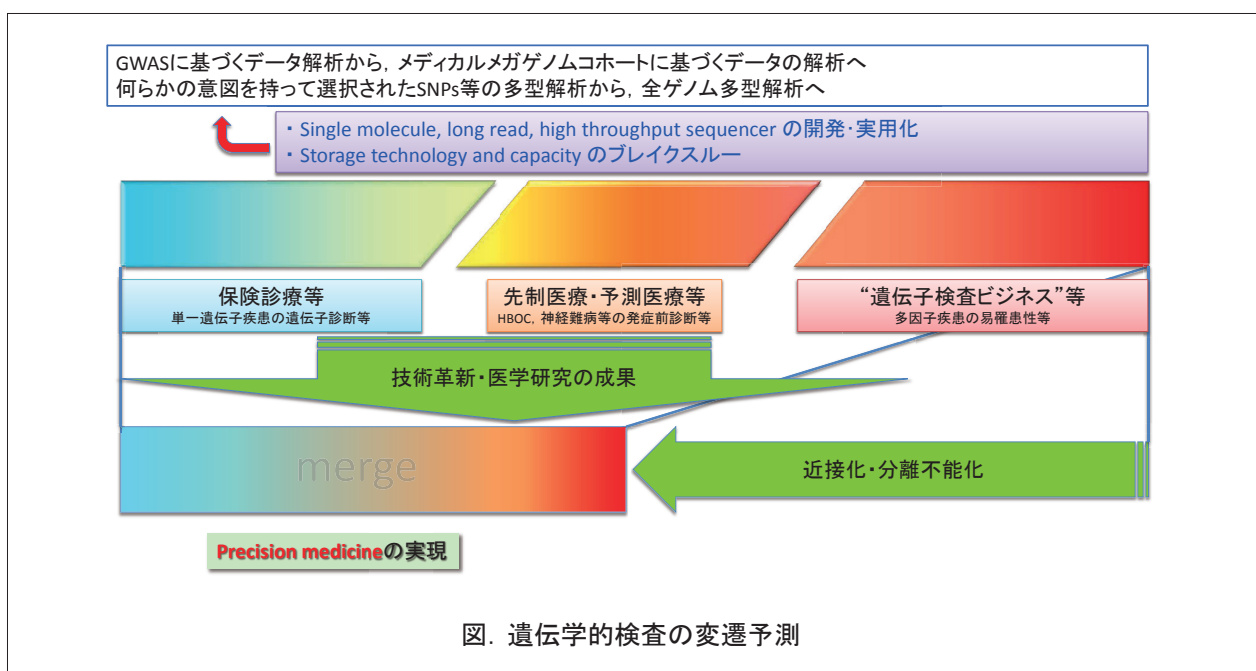 GWASに基づくデータ解析から，メディカルメガゲノムコホートに基づくデータの解析へ
何らかの意図を持って選択されたSNPs等の多型解析から，全ゲノム多型解析へ
・Single molecule, long read, high throughput sequencer の開発・実用化
・Storage technology and capacity のブレイクスルー
保険診療等
単一遺伝子疾患の遺伝子診断等
先制医療・予測医療等
HBOC，神経難病等の発症前診断等
“遺伝子検査ビジネス”等
多因子疾患の易罹患性等
技術革新・医学研究の成果
merge
近接化・分離不能化
Precision medicineの実現
図．遺伝学的検査の変遷予測